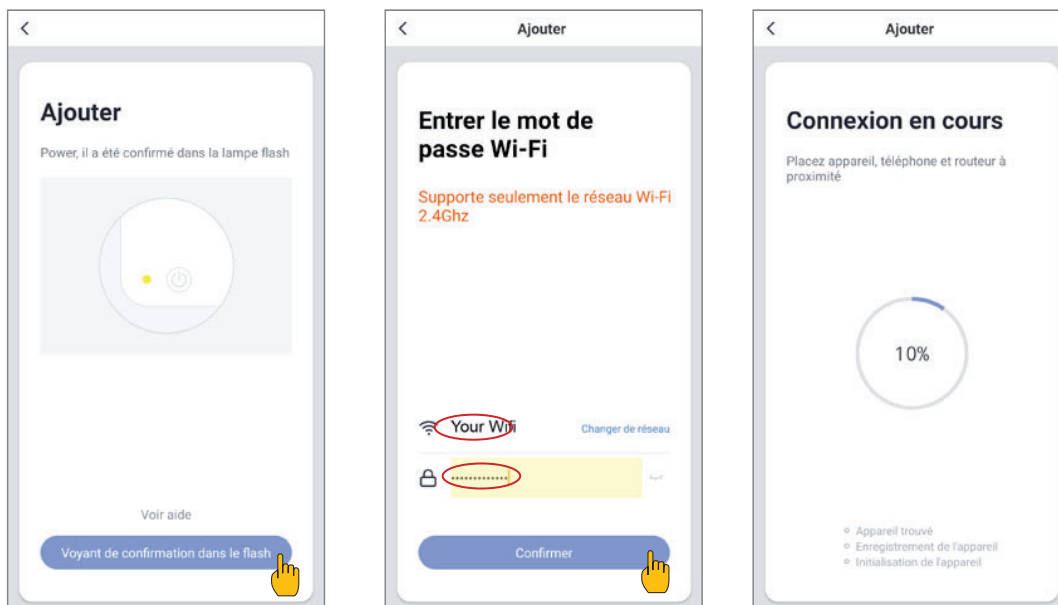 Ajouter
Power, il a été confirmé dans la lampe flash
Voir aide
Voyant de confirmation dans le flash
Ajouter
Entrer le mot de
passe Wi-Fi
Supporte seulement le réseau Wi-Fi
2.4Ghz
Your Wifi
Changer de réseau
•••••••••••••
Confirmer
Ajouter
Connexion en cours
Placez appareil, téléphone et routeur à
proximité
10%
Appareil trouvé
Enregistrement de l'appareil
Initialisation de l'appareil